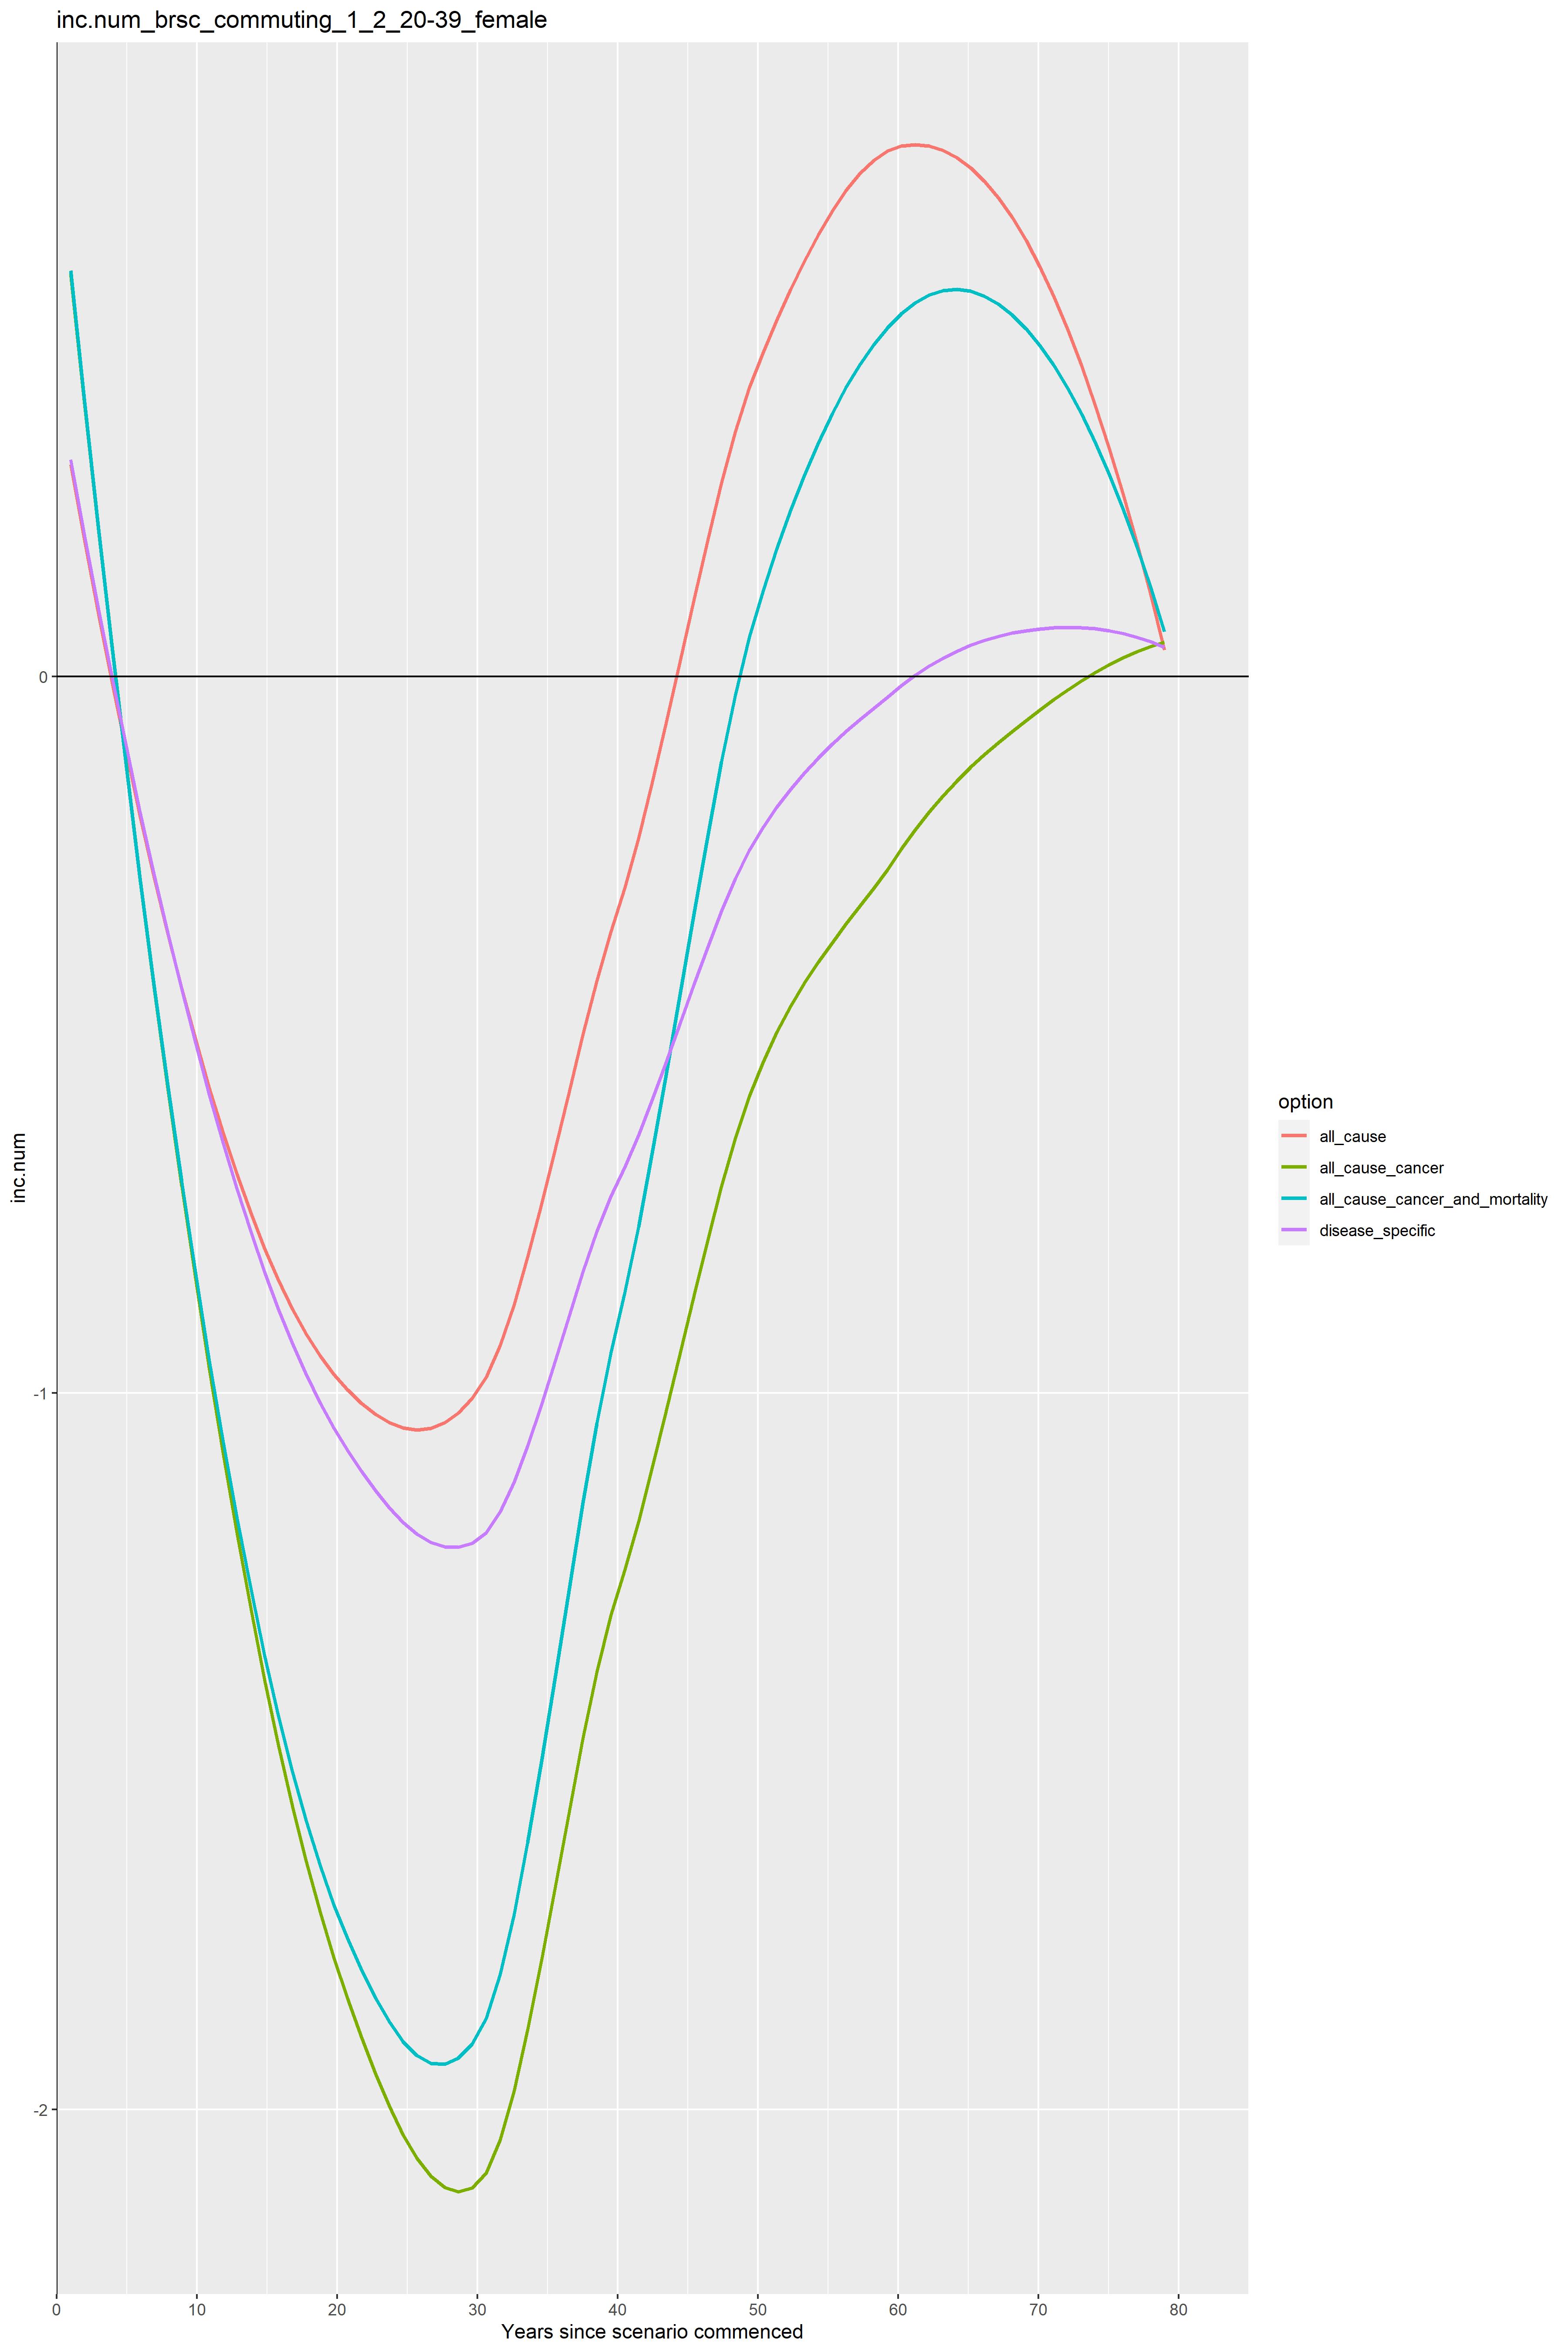 inc.num_brsc_commuting_1_2_20-39_female
inc.num
0
-1
-2
0 10 20 30 40 50 60 70 80
Years since scenario commenced
option
all_cause
all_cause_cancer
all_cause_cancer_and_mortality
disease_specific